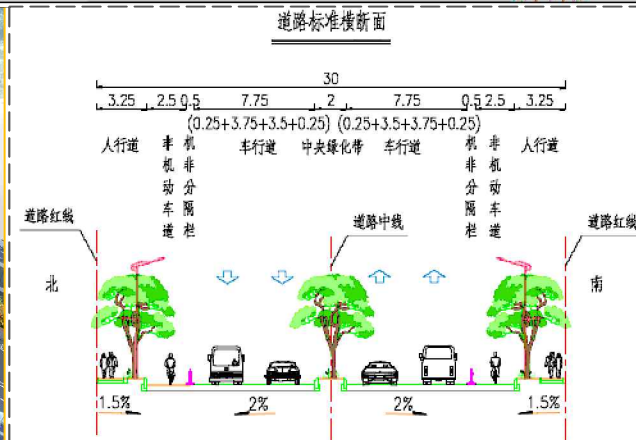 道路标准横断面
30
3.25 2.5 0.5 7.75 2 7.75 0.5 2.5 3.25
(0.25+3.75+3.5+0.25) (0.25+3.5+3.75+0.25)
人行道 非机动车道 机非分隔栏 车行道 中央绿化带 车行道 机非分隔栏 非机动车道 人行道
道路红线 道路中线 道路红线
北 南
1.5% 2% 2% 1.5%